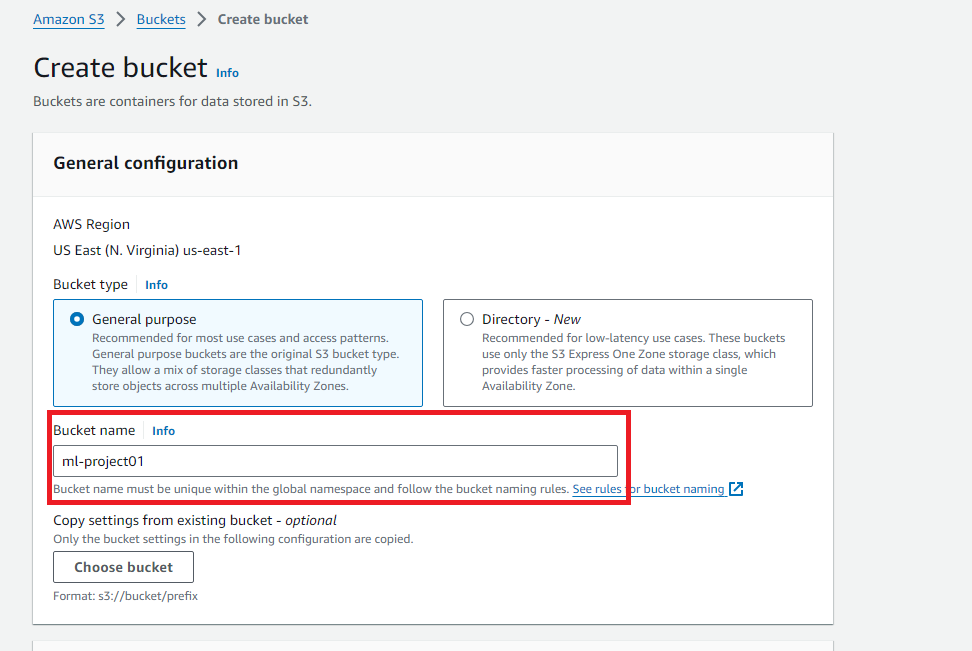 Amazon S3 > Buckets > Create bucket
Create bucket Info
Buckets are containers for data stored in S3.
General configuration
AWS Region
US East (N. Virginia) us-east-1
Bucket type Info
General purpose
Recommended for most use cases and access patterns.
General purpose buckets are the original S3 bucket type.
They allow a mix of storage classes that redundantly
store objects across multiple Availability Zones.
Directory - New
Recommended for low-latency use cases. These buckets
use only the S3 Express One Zone storage class, which
provides faster processing of data within a single
Availability Zone.
Bucket name Info
ml-project01
Bucket name must be unique within the global namespace and follow the bucket naming rules. See rules for bucket naming
Copy settings from existing bucket - optional
Only the bucket settings in the following configuration are copied.
Choose bucket
Format: s3://bucket/prefix